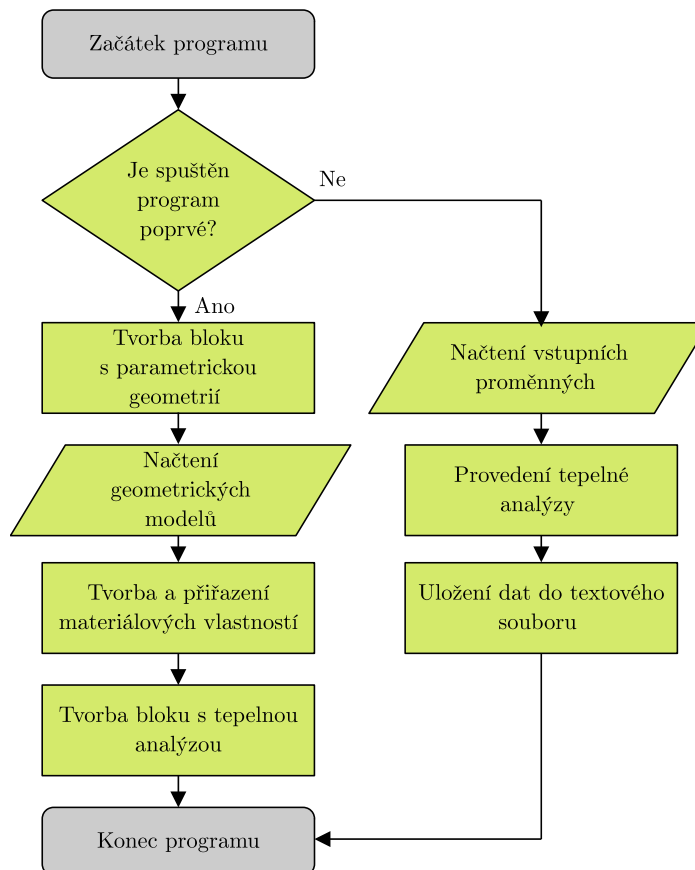 Začátek programu
Je spuštěn
program
poprvé?
Ne
Ano
Tvorba bloku
s parametrickou
geometrií
Načtení
geometrických
modelů
Tvorba a přiřazení
materiálových vlastností
Tvorba bloku s tepelnou
analýzou
Načtení vstupních
proměnných
Provedení tepelné
analýzy
Uložení dat do textového
souboru
Konec programu